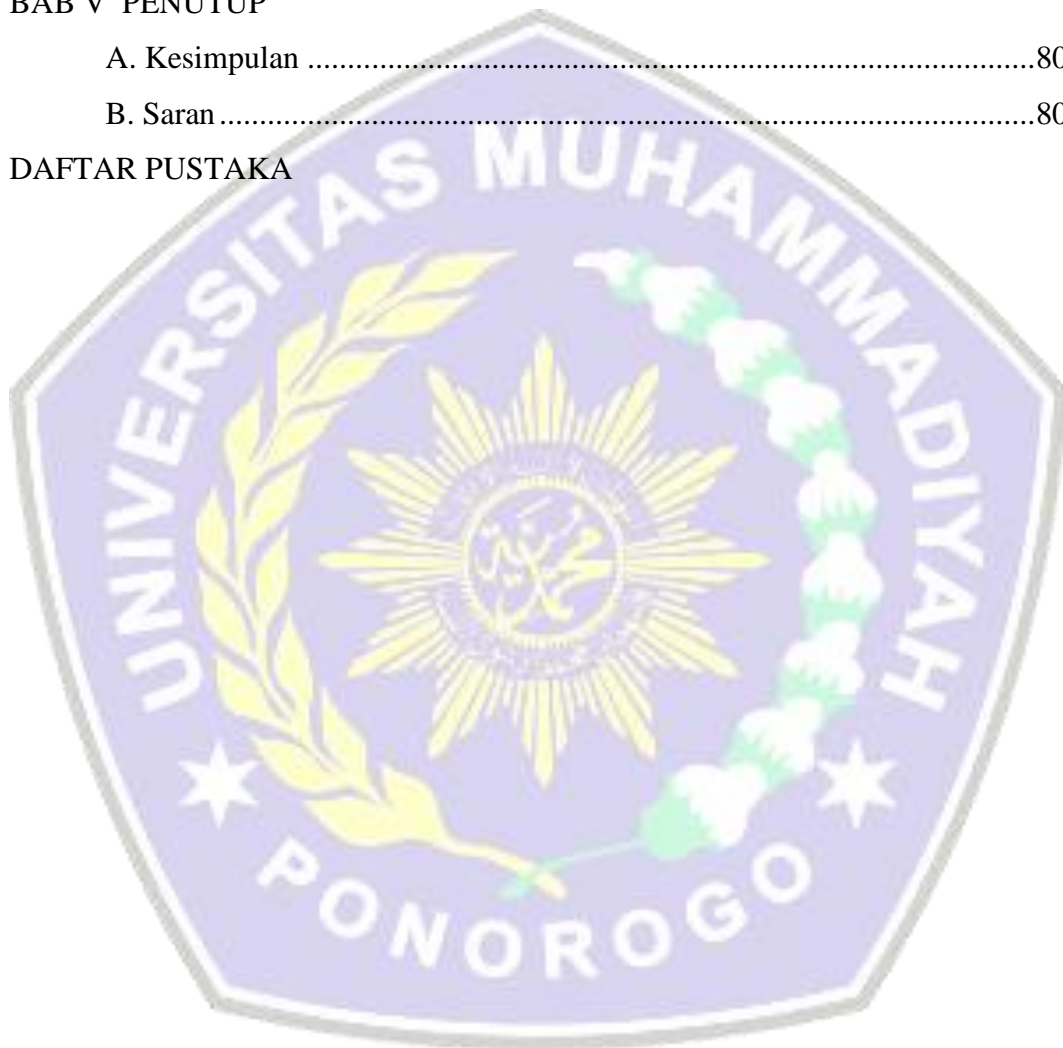 BAB V PENUTUP
A. Kesimpulan ..........................................................................................80
B. Saran .....................................................................................................80
DAFTAR PUSTAKA
UNIVERSITAS MUHAMMADIYAH
PONOROGO